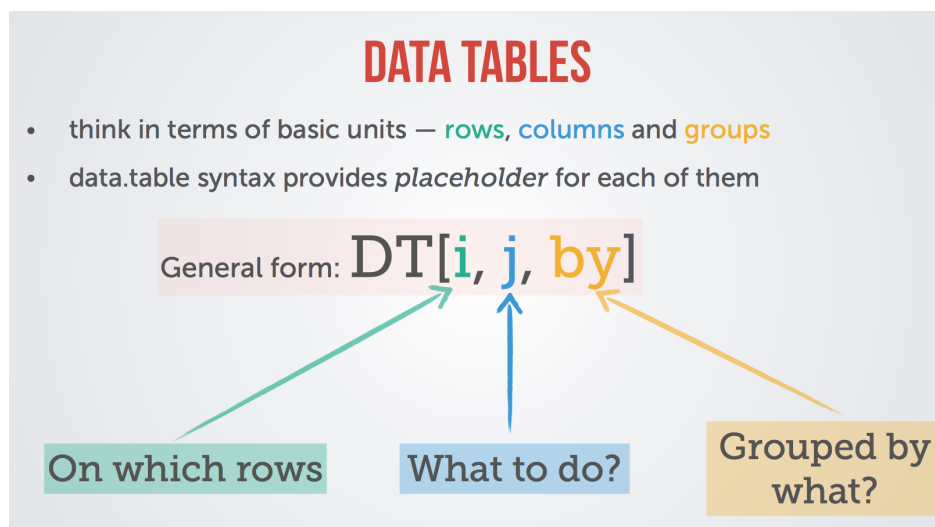 DATA TABLES
• think in terms of basic units — rows, columns and groups
• data.table syntax provides placeholder for each of them
General form: DT[i, j, by]
On which rows
What to do?
Grouped by
what?